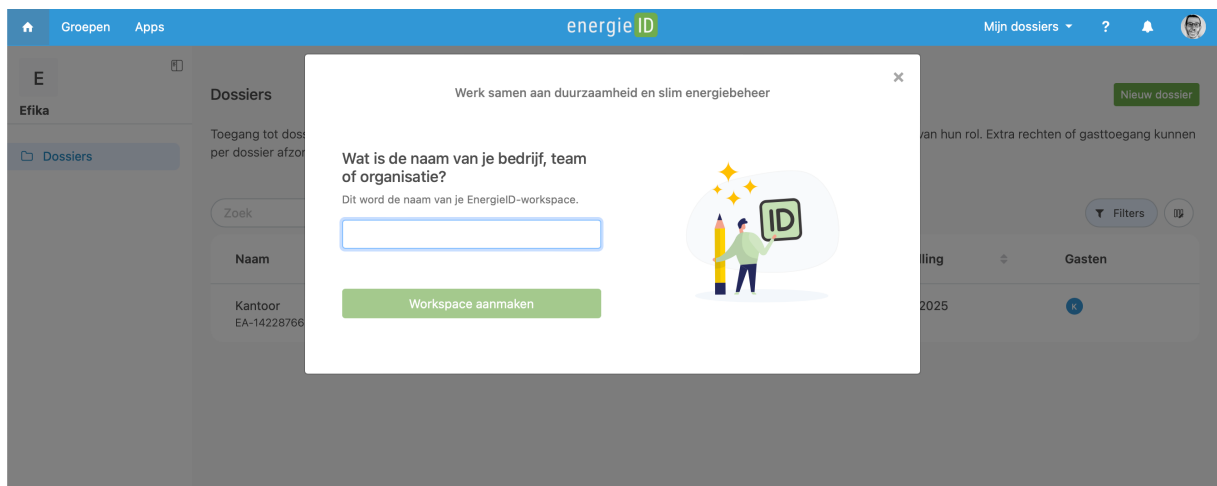 Groepen Apps energieID Mijn dossiers ?
E
Efika
Dossiers
Dossiers
Nieuw dossier
Toegang tot doss
van hun rol. Extra rechten of gasttoegang kunnen
per dossier afzon
Zoek
Filters
Naam
lling
Gasten
Kantoor
EA-14228766
2025
K
×
Werk samen aan duurzaamheid en slim energiebeheer
Wat is de naam van je bedrijf, team
of organisatie?
Dit word de naam van je EnergieID-workspace.
Workspace aanmaken
ID